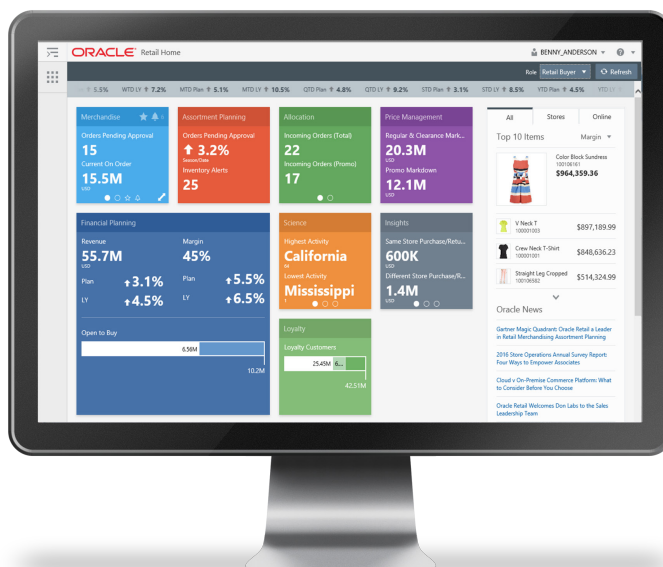 ORACLE Retail Home
BENNY_ANDERSON
Role Retail Buyer Refresh
5.5% WTD LY 7.2% MTD Plan 5.1% MTD LY 10.5% QTD Plan 4.8% QTD LY 9.2% STD Plan 3.1% STD LY 8.5% YTD Plan 4.5% YTD LY
Merchandise
Orders Pending Approval
15
Current On Order
15.5M
USD
Assortment Planning
Orders Pending Approval
3.2%
Season/Date
Inventory Alerts
25
Allocation
Incoming Orders (Total)
22
Incoming Orders (Promo)
17
Price Management
Regular & Clearance Mark...
20.3M
USD
Promo Markdown
12.1M
USD
Financial Planning
Revenue
55.7M
USD
Plan 3.1%
LY 4.5%
Margin
45%
Plan 5.5%
LY 6.5%
Open to Buy
6.56M
10.2M
Science
Highest Activity
California
Lowest Activity
Mississippi
Insights
Same Store Purchase/Retu...
600K
USD
Different Store Purchase/R...
1.4M
USD
Loyalty
Loyalty Customers
25.45M 6...
42.51M
All Stores Online
Top 10 Items Margin
Color Block Sundress
100106161
$964,359.36
V Neck T
100001003
$897,189.99
Crew Neck T-Shirt
100001001
$848,636.23
Straight Leg Cropped
100106582
$514,324.99
Oracle News
Gartner Magic Quadrant: Oracle Retail a Leader
in Retail Merchandising Assortment Planning
2016 Store Operations Annual Survey Report:
Four Ways to Empower Associates
Cloud v On-Premise Commerce Platform: What
to Consider Before You Choose
Oracle Retail Welcomes Don Labs to the Sales
Leadership Team